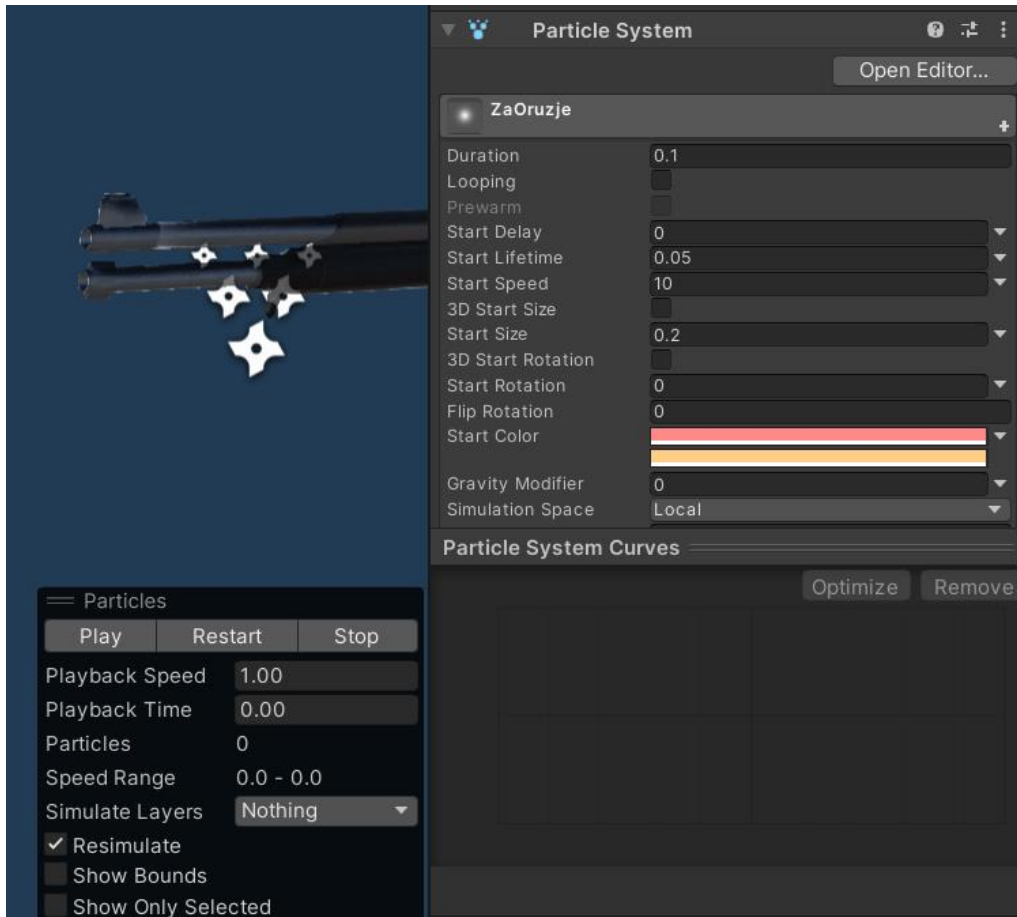 Particle System
Open Editor...
ZaOruzje
Duration 0.1
Looping
Prewarm
Start Delay 0
Start Lifetime 0.05
Start Speed 10
3D Start Size
Start Size 0.2
3D Start Rotation
Start Rotation 0
Flip Rotation 0
Start Color
Gravity Modifier 0
Simulation Space Local
Particle System Curves
Optimize Remove
Particles
Play Restart Stop
Playback Speed 1.00
Playback Time 0.00
Particles 0
Speed Range 0.0 - 0.0
Simulate Layers Nothing
Resimulate
Show Bounds
Show Only Selected